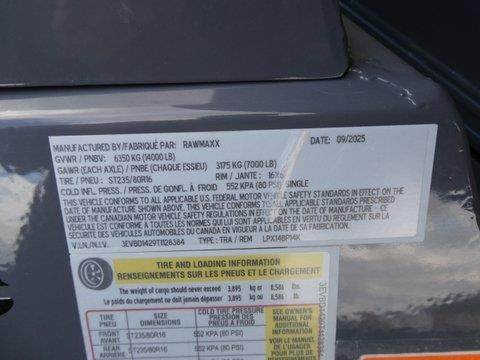 MANUFACTURED BY/FABRIQUÉ PAR: RAWMAXX DATE: 09/2025
GVWR / PNBV: 6350 KG (14000 LB)
GAWR (EACH AXLE) / PNBE (CHAQUE ESSIEU) 3175 KG (7000 LB)
TIRE / PNEU : ST235/80R16 RIM / JANTE : 16X6
COLD INFL. PRESS. / PRESS. DE GONFL. À FROID 552 KPA (80 PSI) SINGLE
THIS VEHICLE CONFORMS TO ALL APPLICABLE U.S. FEDERAL MOTOR VEHICLE SAFETY STANDARDS IN EFFECT ON THE
DATE OF MANUFACTURE SHOWN ABOVE. / THIS VEHICLE CONFORMS TO ALL APPLICABLE STANDARDS PRESCRIBED
UNDER THE CANADIAN MOTOR VEHICLE SAFETY REGULATIONS IN EFFECT ON THE DATE OF MANUFACTURE / CE
VÉHICULE EST CONFORME À TOUTES LES NORMES QUI LUI SONT APPLICABLES EN VERTU DU RÈGLEMENT SUR LA
SÉCURITÉ DES VÉHICULES AUTOMOBILES DU CANADA EN VIGUEUR À LA DATE DE SA FABRICATION.
V.I.N./N.I.V. TYPE : TRA / REM LPX14BP14K
TIRE AND LOADING INFORMATION
RENSEIGNEMENTS SUR LES PNEUS ET LE CHARGEMENT
The weight of cargo should never exceed 3,895 kg or 8,586 lbs.
Le poids du chargement ne doit jamais dépasser 3,895 kg ou 8,586 lb.
TIRE PNEU SIZE DIMENSIONS COLD TIRE PRESSURE PRESSION DES PNEUS À FROID
SEE OWNER'S MANUAL FOR ADDITIONAL INFORMATION
AVANT ST235/80R16 552 KPA (80 PSI)
REAR ARRIERE ST235/80R16 552 KPA (80 PSI)